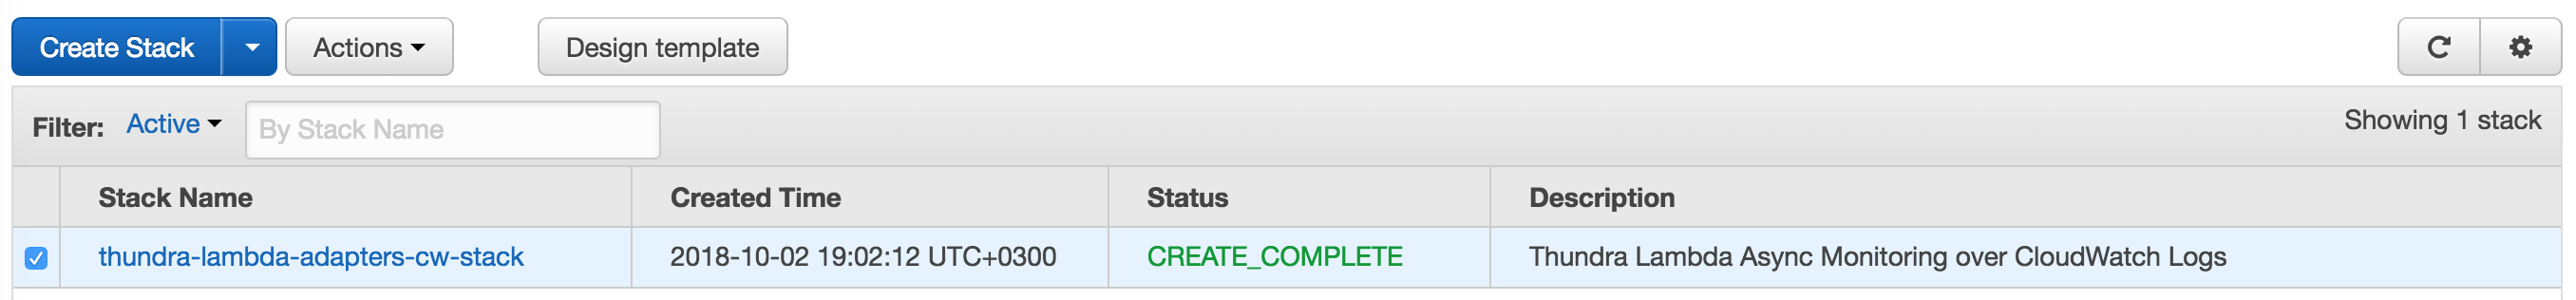 Create Stack Actions Design template
Filter: Active By Stack Name Showing 1 stack
Stack Name Created Time Status Description
thundra-lambda-adapters-cw-stack 2018-10-02 19:02:12 UTC+0300 CREATE_COMPLETE Thundra Lambda Async Monitoring over CloudWatch Logs